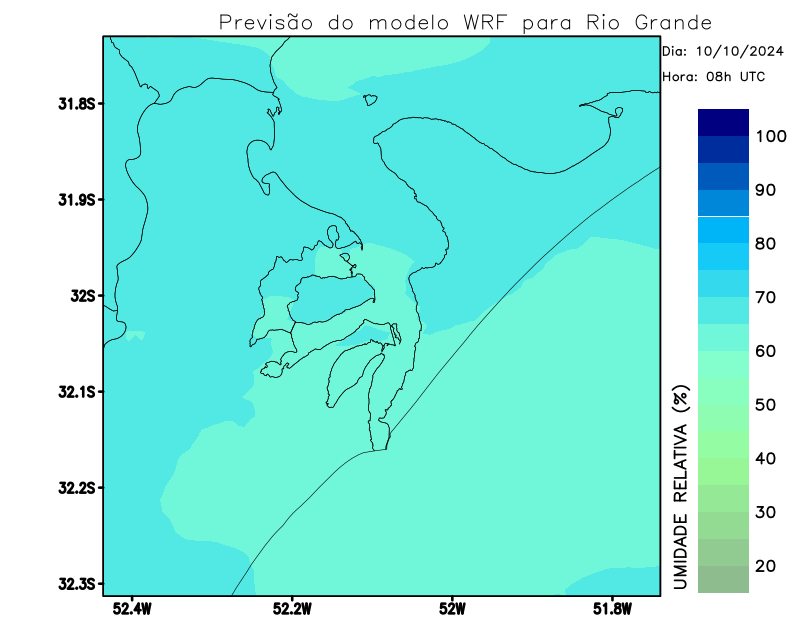 Previsão do modelo WRF para Rio Grande
Dia: 10/10/2024
Hora: 08h UTC
31.8S
31.9S
32S
32.1S
32.2S
32.3S
52.4W
52.2W
52W
51.8W
100
90
80
70
60
50
40
30
20
UMIDADE RELATIVA (%)